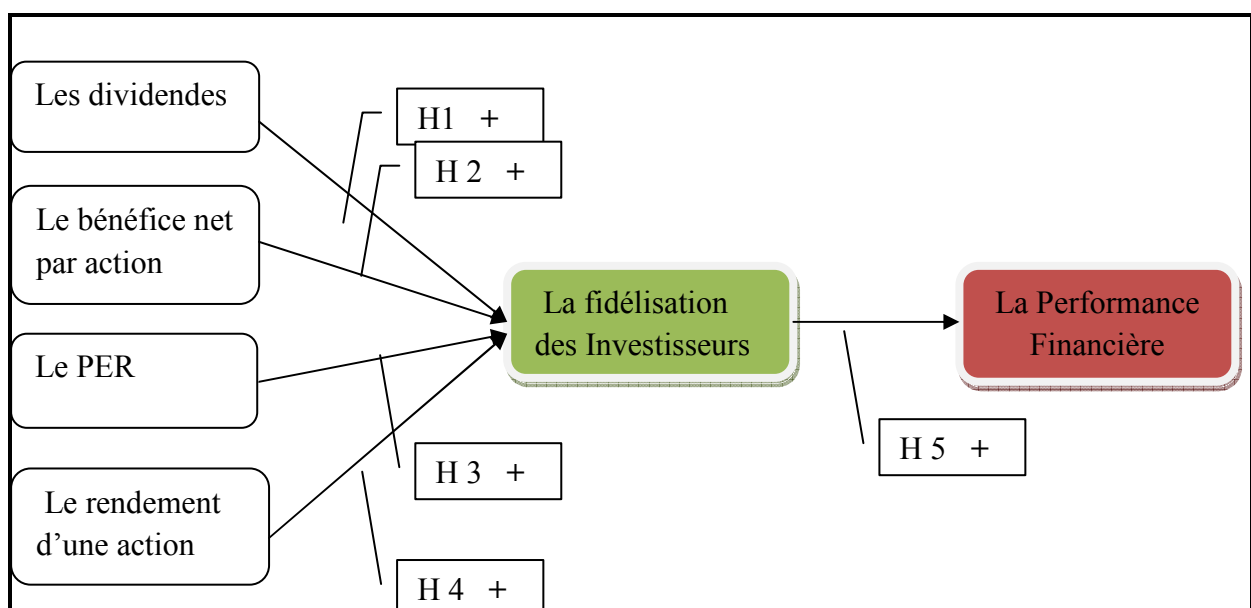 Les dividendes
H1 +
H 2 +
Le bénéfice net
par action
La fidélisation
des Investisseurs
La Performance
Financière
Le PER
H 3 +
H 5 +
Le rendement
d’une action
H 4 +